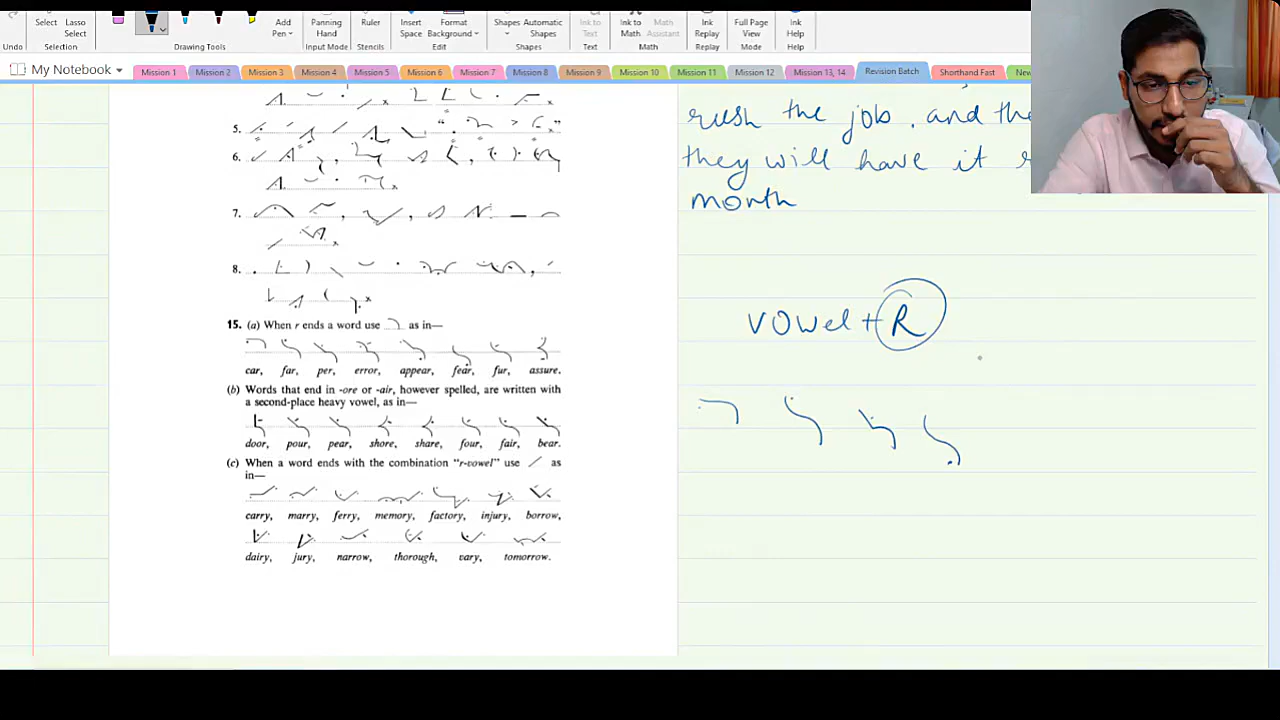 Undo
Select
Lasso Select
Selection
Drawing Tools
Add Pen
Panning Hand
Input Mode
Ruler
Stencils
Insert Space
Format Background
Edit
Shapes
Automatic Shapes
Shapes
Ink to Text
Text
Ink to Math
Math Assistant
Math
Ink Replay
Replay
Full Page View
Mode
Ink Help
Help
My Notebook
Mission 1 Mission 2 Mission 3 Mission 4 Mission 5 Mission 6 Mission 7 Mission 8 Mission 9 Mission 10 Mission 11 Mission 12 Mission 13, 14 Revision Batch Shorthand Fast
5.
6.
7.
8.
15. (a) When r ends a word use as in—
car, far, per, error, appear, fear, fur, assure.
(b) Words that end in -ore or -air, however spelled, are written with
a second-place heavy vowel, as in—
door, pour, pear, shore, share, four, fair, bear.
(c) When a word ends with the combination "r-vowel" use as
in—
carry, marry, ferry, memory, factory, injury, borrow,
dairy, jury, narrow, thorough, vary, tomorrow.
rush the job, and the
they will have it
month
vowel + R